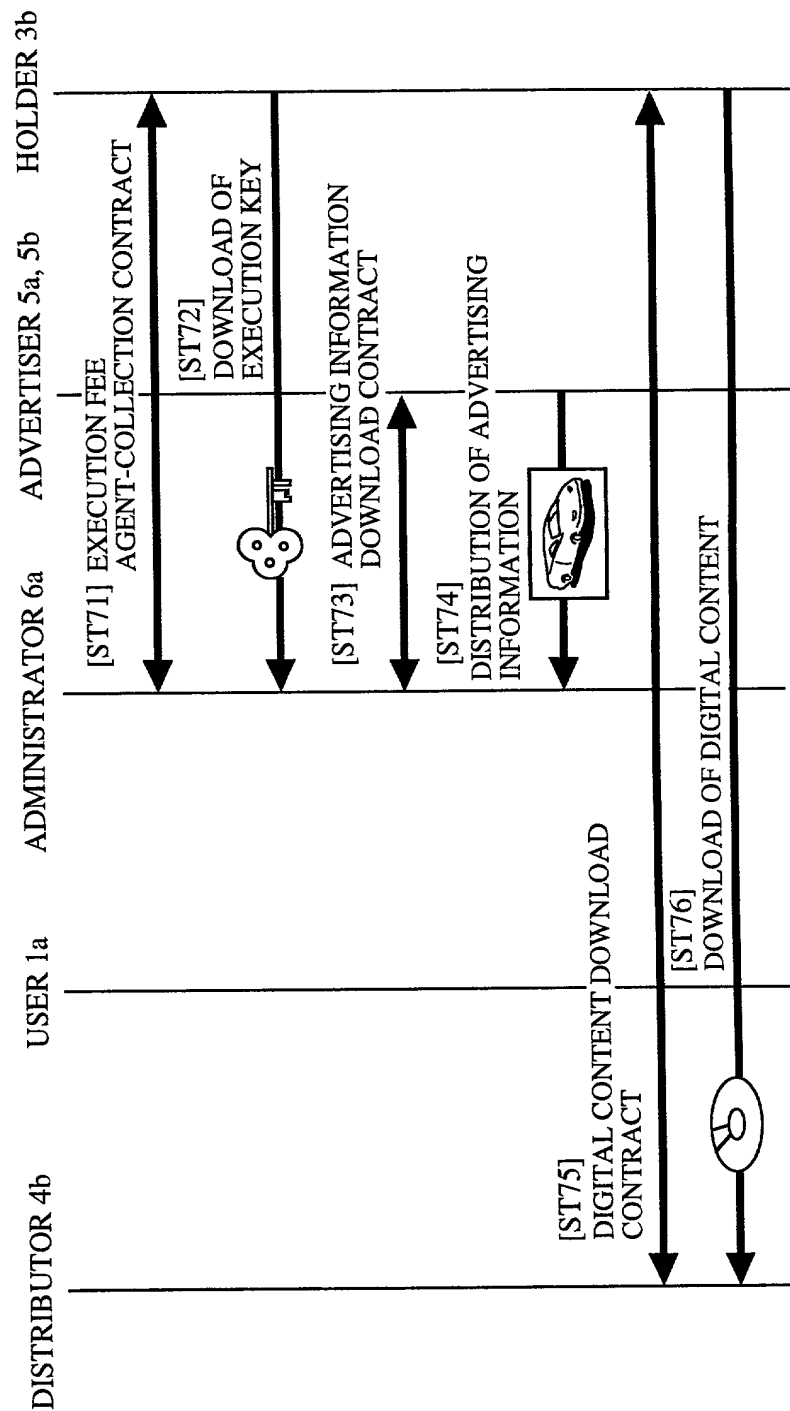 DISTRIBUTOR 4b
USER 1a
ADMINISTRATOR 6a
ADVERTISER 5a, 5b
HOLDER 3b
[ST71] EXECUTION FEE
AGENT-COLLECTION CONTRACT
[ST72]
DOWNLOAD OF
EXECUTION KEY
[ST73] ADVERTISING INFORMATION
DOWNLOAD CONTRACT
[ST74]
DISTRIBUTION OF ADVERTISING
INFORMATION
[ST75]
DIGITAL CONTENT DOWNLOAD
CONTRACT
[ST76]
DOWNLOAD OF DIGITAL CONTENT